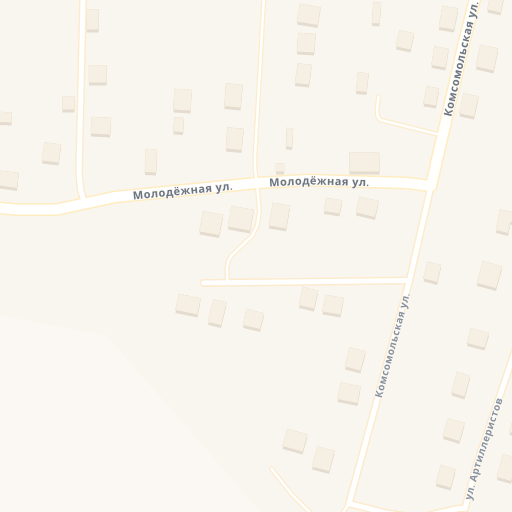 Комсомольская ул.
Молодёжная ул.
Молодёжная ул.
Комсомольская ул.
ул. Артиллеристов